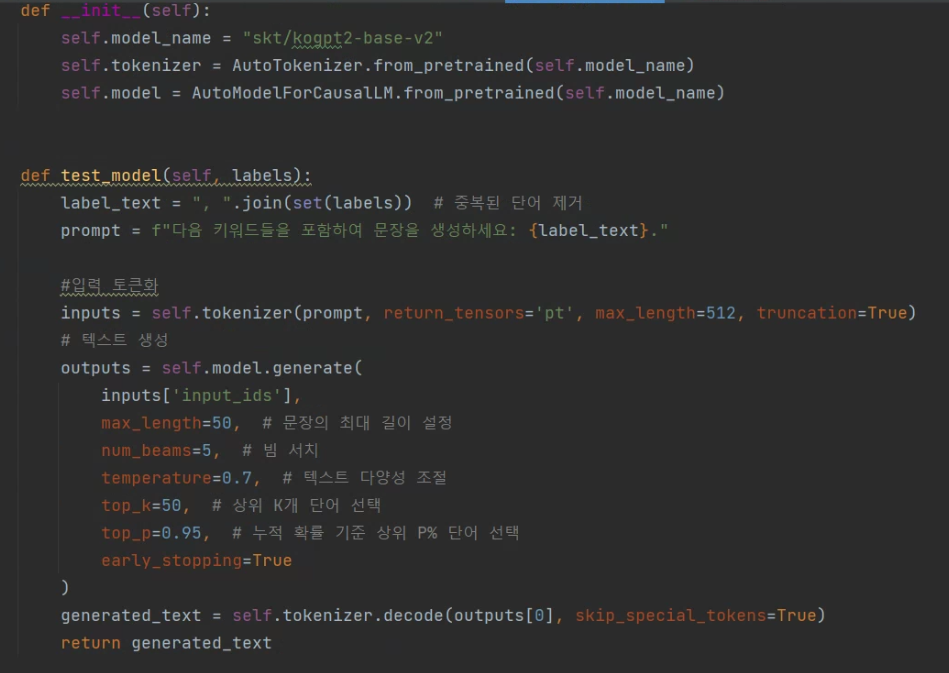 def __init__(self):
    self.model_name = "skt/kogpt2-base-v2"
    self.tokenizer = AutoTokenizer.from_pretrained(self.model_name)
    self.model = AutoModelForCausalLM.from_pretrained(self.model_name)
def test_model(self, labels):
    label_text = ", ".join(set(labels))  # 중복된 단어 제거
    prompt = f"다음 키워드들을 포함하여 문장을 생성하세요: {label_text}."
    #입력 토큰화
    inputs = self.tokenizer(prompt, return_tensors='pt', max_length=512, truncation=True)
    # 텍스트 생성
    outputs = self.model.generate(
        inputs['input_ids'],
        max_length=50,  # 문장의 최대 길이 설정
        num_beams=5,  # 빔 서치
        temperature=0.7,  # 텍스트 다양성 조절
        top_k=50,  # 상위 K개 단어 선택
        top_p=0.95,  # 누적 확률 기준 상위 P% 단어 선택
        early_stopping=True
    )
    generated_text = self.tokenizer.decode(outputs[0], skip_special_tokens=True)
    return generated_text